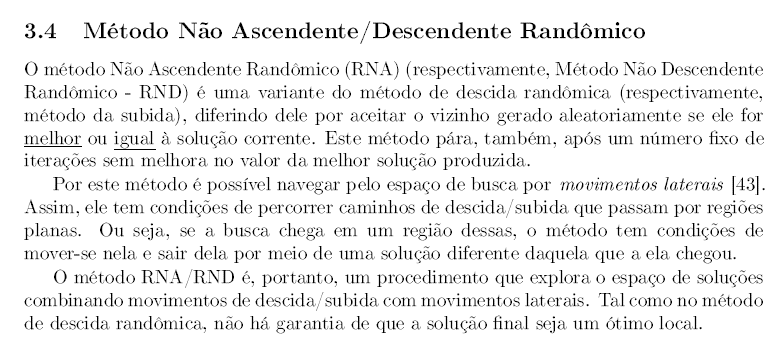 3.4 Método Não Ascendente/Descendente Randômico
O método Não Ascendente Randômico (RNA) (respectivamente, Método Não Descendente
Randômico - RND) é uma variante do método de descida randômica (respectivamente,
método da subida), diferindo dele por aceitar o vizinho gerado aleatoriamente se ele for
melhor ou igual à solução corrente. Este método pára, também, após um número fixo de
iterações sem melhora no valor da melhor solução produzida.
Por este método é possível navegar pelo espaço de busca por movimentos laterais [43].
Assim, ele tem condições de percorrer caminhos de descida/subida que passam por regiões
planas. Ou seja, se a busca chega em um região dessas, o método tem condições de
mover-se nela e sair dela por meio de uma solução diferente daquela que a ela chegou.
O método RNA/RND é, portanto, um procedimento que explora o espaço de soluções
combinando movimentos de descida/subida com movimentos laterais. Tal como no método
de descida randômica, não há garantia de que a solução final seja um ótimo local.